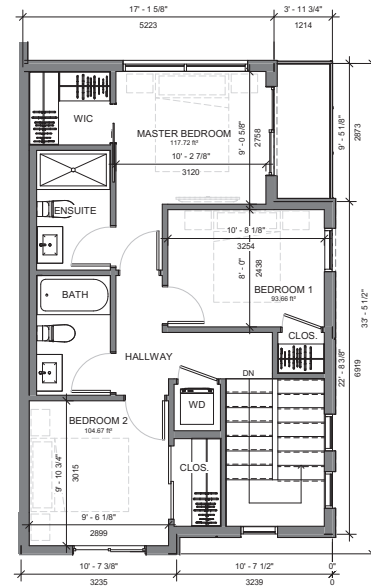 17' - 1 5/8"
3' - 11 3/4"
5223
1214
WIC
MASTER BEDROOM
117.72 ft²
10' - 2 7/8"
3120
9' - 0 5/8"
2758
9' - 5 1/8"
2873
ENSUITE
10' - 8 1/8"
3254
8' - 0"
2438
BEDROOM 1
93.66 ft²
33' - 5 1/2"
BATH
CLOS.
22' - 8 3/8"
6919
HALLWAY
DN
WD
BEDROOM 2
104.67 ft²
CLOS.
9' - 10 3/4"
3015
9' - 6 1/8"
2899
10' - 7 3/8"
10' - 7 1/2"
0"
3235
3239
0